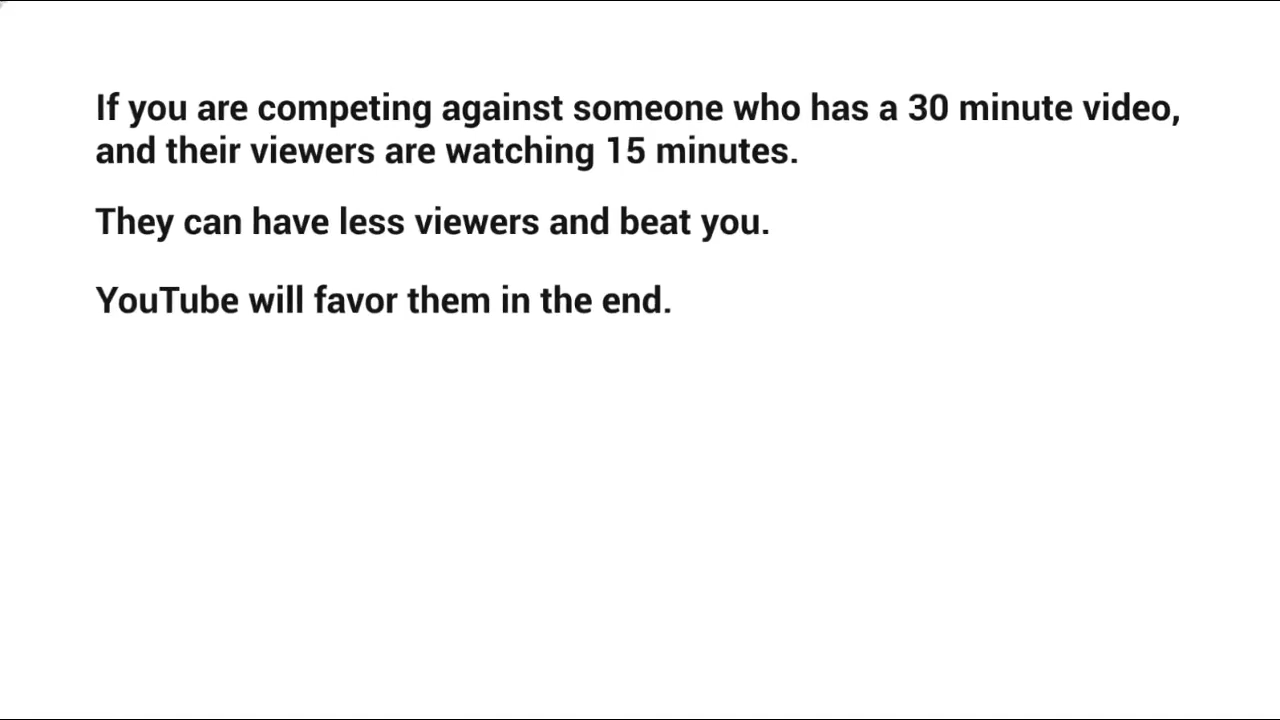 If you are competing against someone who has a 30 minute video,
and their viewers are watching 15 minutes.
They can have less viewers and beat you.
YouTube will favor them in the end.